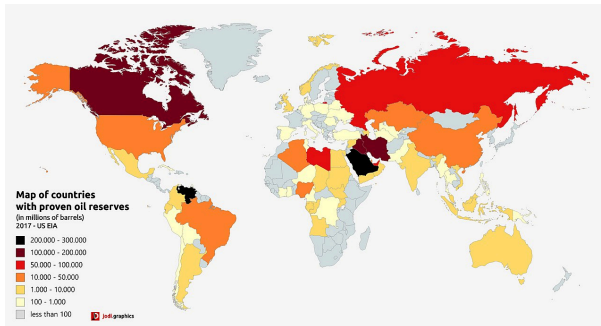 Map of countries
with proven oil reserves
(in millions of barrels)
2017 - US EIA
200.000 - 300.000
100.000 - 200.000
50.000 - 100.000
10.000 - 50.000
1.000 - 10.000
100 - 1.000
less than 100
jodi.graphics